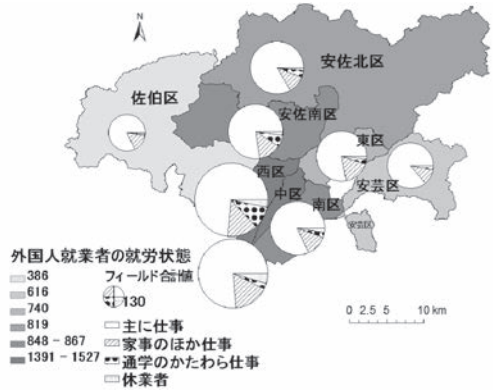 N
安佐北区
佐伯区
安佐南区
東区
西区
安芸区
中区
南区
安芸区
外国人就業者の就労状態
386
616
740
819
848 - 867
1391 - 1527
フィールド合計値
130
主に仕事
家事のほか仕事
通学のかたわら仕事
休業者
0 2.5 5 10 km